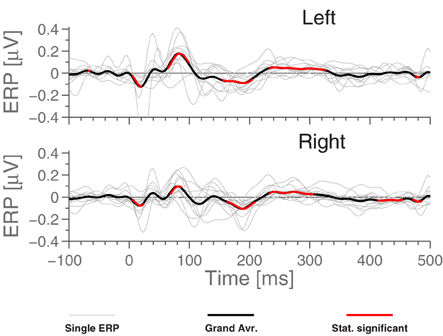 Left
ERP [µV]
0.4
0.2
0
−0.2
−0.4
Right
ERP [µV]
0.4
0.2
0
−0.2
−0.4
−100 0 100 200 300 400 500
Time [ms]
Single ERP Grand Avr. Stat. significant